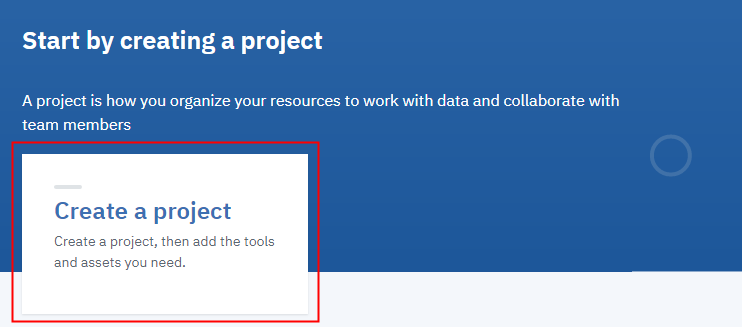 Start by creating a project
A project is how you organize your resources to work with data and collaborate with
team members
Create a project
Create a project, then add the tools
and assets you need.